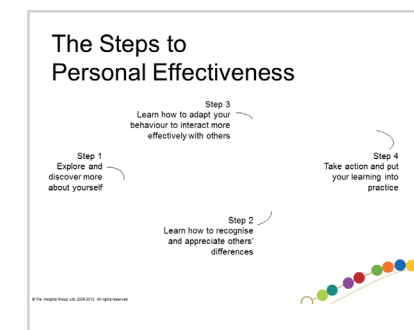 The Steps to
Personal Effectiveness
Step 3
Learn how to adapt your
behaviour to interact more
effectively with others
Step 1
Explore and
discover more
about yourself
Step 4
Take action and put
your learning into
practice
Step 2
Learn how to recognise
and appreciate others'
differences
© The Insights Group Ltd, 2008-2013. All rights reserved.